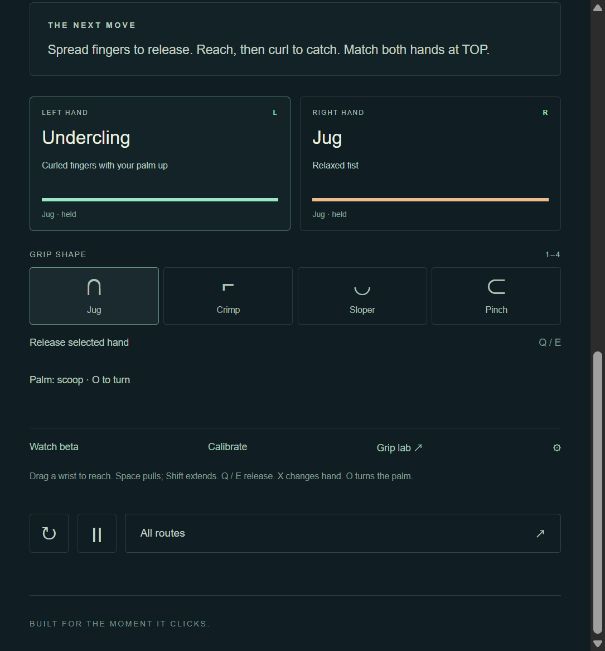 THE NEXT MOVE
Spread fingers to release. Reach, then curl to catch. Match both hands at TOP.
LEFT HAND L
Undercling
Curled fingers with your palm up
Jug · held
RIGHT HAND R
Jug
Relaxed fist
Jug · held
GRIP SHAPE 1–4
Jug
Crimp
Sloper
Pinch
Release selected hand Q / E
Palm: scoop · O to turn
Watch beta Calibrate Grip lab ↗
Drag a wrist to reach. Space pulls; Shift extends. Q / E release. X changes hand. O turns the palm.
All routes ↗
BUILT FOR THE MOMENT IT CLICKS.